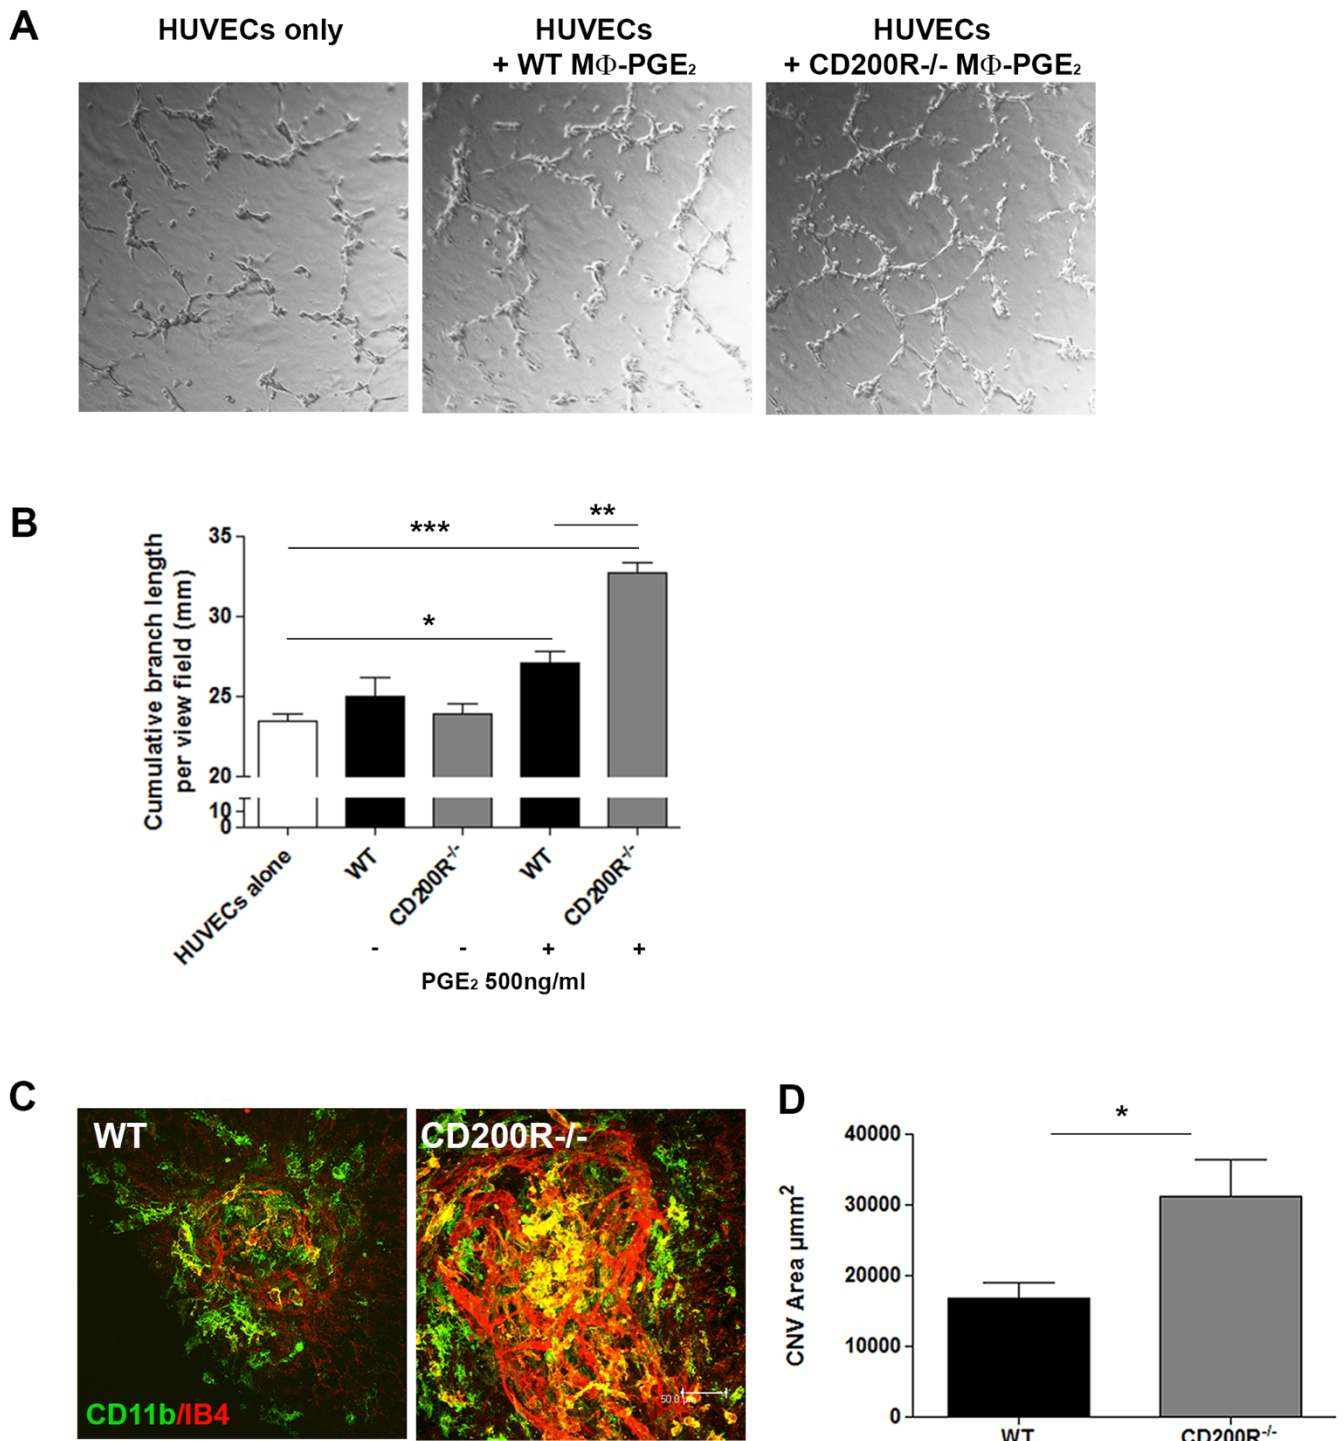 A
HUVECs only
HUVECs
+ WT MΦ-PGE₂
HUVECs
+ CD200R-/- MΦ-PGE₂
B
Cumulative branch length
per view field (mm)
35
30
25
20
10
0
***
**
*
HUVECs alone
WT
CD200R-/-
WT
CD200R-/-
- - + +
PGE₂ 500ng/ml
C
WT
CD11b/IB4
CD200R-/-
D
CNV Area µmm²
40000
30000
20000
10000
0
*
WT
CD200R-/-